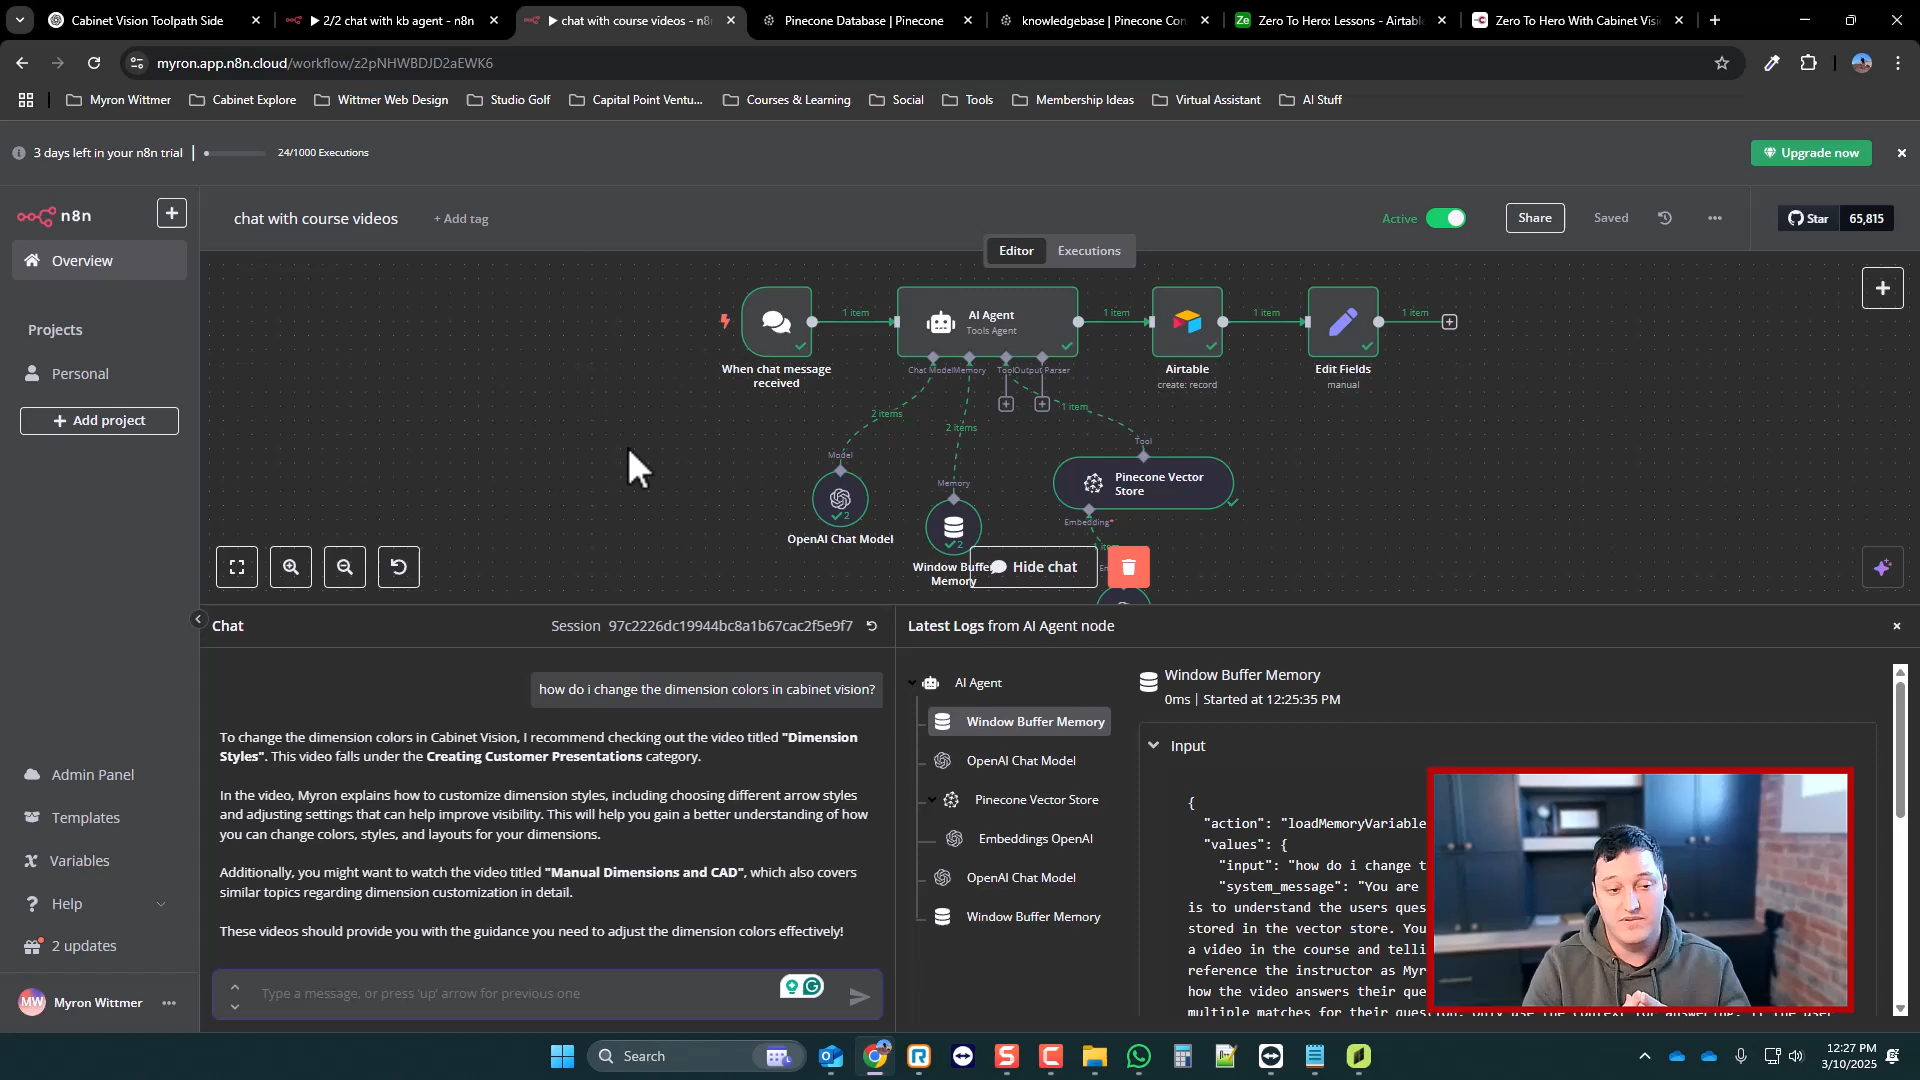 Cabinet Vision Toolpath Side
2/2 chat with kb agent - n8n
chat with course videos - n8n
Pinecone Database | Pinecone
knowledgebase | Pinecone Con
Zero To Hero: Lessons - Airtable
Zero To Hero With Cabinet Visi
myron.app.n8n.cloud/workflow/z2pNHWBDJD2aEWK6
Myron Wittmer
Cabinet Explore
Wittmer Web Design
Studio Golf
Capital Point Ventu...
Courses & Learning
Social
Tools
Membership Ideas
Virtual Assistant
AI Stuff
3 days left in your n8n trial
24/1000 Executions
Upgrade now
n8n
chat with course videos
+ Add tag
Active
Share
Saved
Star
65,815
Editor
Executions
Overview
Projects
Personal
+ Add project
When chat message
received
1 item
AI Agent
Tools Agent
1 item
Airtable
create: record
1 item
Edit Fields
manual
1 item
Chat Model
Memory
Tool
Output Parser
2 items
2 items
1 item
Model
2
OpenAI Chat Model
Memory
2
Window Buffer
Memory
Tool
Pinecone Vector
Store
Embedding*
Hide chat
Chat
Session 97c2226dc19944bc8a1b67cac2f5e9f7
how do i change the dimension colors in cabinet vision?
To change the dimension colors in Cabinet Vision, I recommend checking out the video titled "Dimension
Styles". This video falls under the Creating Customer Presentations category.
In the video, Myron explains how to customize dimension styles, including choosing different arrow styles
and adjusting settings that can help improve visibility. This will help you gain a better understanding of how
you can change colors, styles, and layouts for your dimensions.
Additionally, you might want to watch the video titled "Manual Dimensions and CAD", which also covers
similar topics regarding dimension customization in detail.
These videos should provide you with the guidance you need to adjust the dimension colors effectively!
Type a message, or press 'up' arrow for previous one
Latest Logs from AI Agent node
AI Agent
Window Buffer Memory
OpenAI Chat Model
Pinecone Vector Store
Embeddings OpenAI
OpenAI Chat Model
Window Buffer Memory
Window Buffer Memory
0ms | Started at 12:25:35 PM
Input
{
"action": "loadMemoryVariable
"values": {
"input": "how do i change t
"system_message": "You are
is to understand the users ques
stored in the vector store. You
a video in the course and telli
reference the instructor as Myr
how the video answers their que
Admin Panel
Templates
Variables
Help
2 updates
MW
Myron Wittmer
Search
12:27 PM
3/10/2025